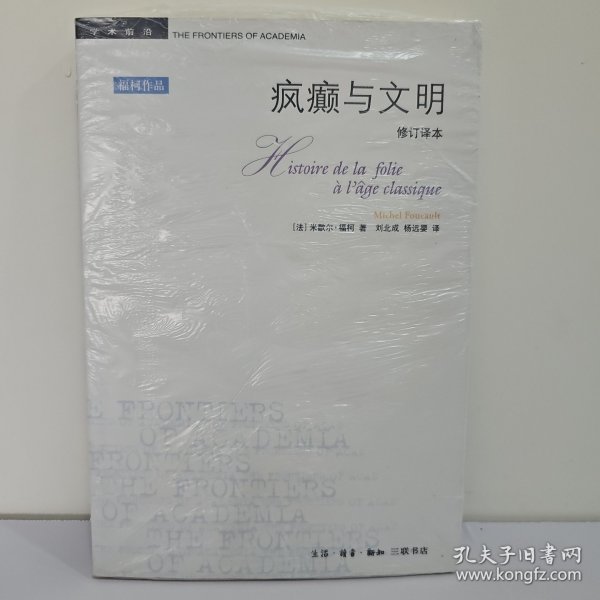 学术前沿 THE FRONTIERS OF ACADEMIA
福柯作品
疯癫与文明
修订译本
Histoire de la folie
à l'âge classique
Michel Foucault
[法] 米歇尔·福柯 著 刘北成 杨远婴 译
THE FRONTIERS
OF ACADEMIA
FRONTIERS
THE FRONTIERS
OF ACADEMIA
THE FRONTIERS
OF ACADEMIA
生活·讀書·新知 三联书店
孔夫子旧书网
www.kongfz.com